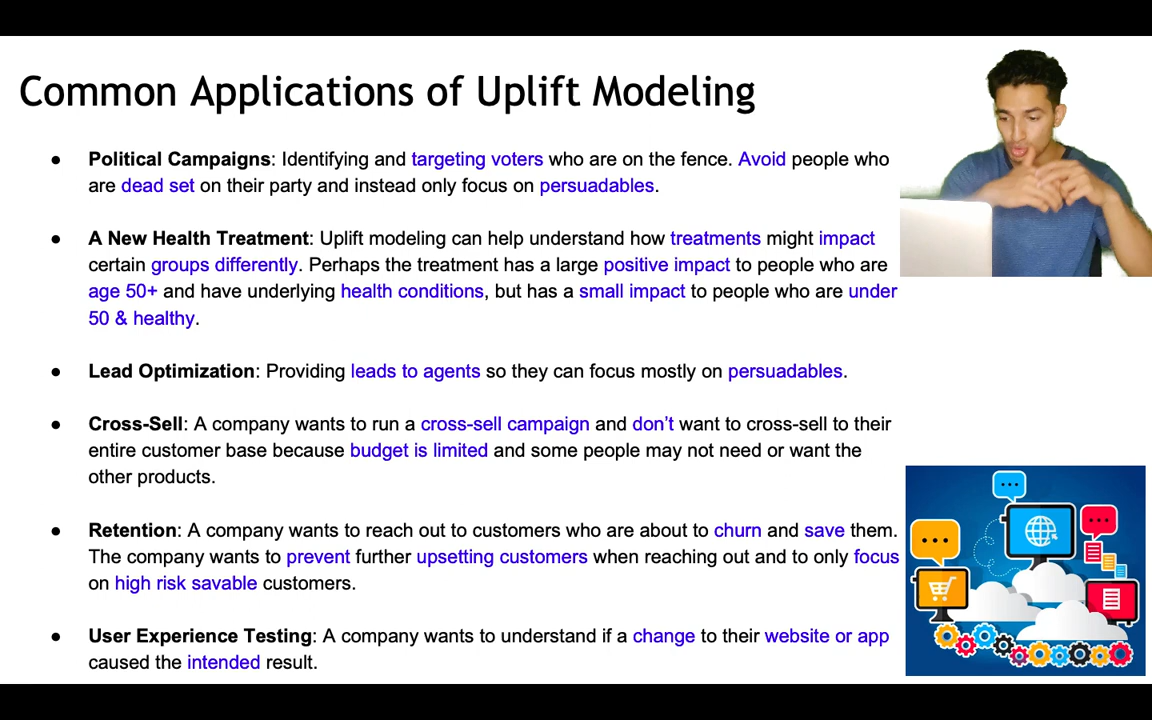 Common Applications of Uplift Modeling
● Political Campaigns: Identifying and targeting voters who are on the fence. Avoid people who
are dead set on their party and instead only focus on persuadables.
● A New Health Treatment: Uplift modeling can help understand how treatments might impact
certain groups differently. Perhaps the treatment has a large positive impact to people who are
age 50+ and have underlying health conditions, but has a small impact to people who are under
50 & healthy.
● Lead Optimization: Providing leads to agents so they can focus mostly on persuadables.
● Cross-Sell: A company wants to run a cross-sell campaign and don’t want to cross-sell to their
entire customer base because budget is limited and some people may not need or want the
other products.
● Retention: A company wants to reach out to customers who are about to churn and save them.
The company wants to prevent further upsetting customers when reaching out and to only focus
on high risk savable customers.
● User Experience Testing: A company wants to understand if a change to their website or app
caused the intended result.